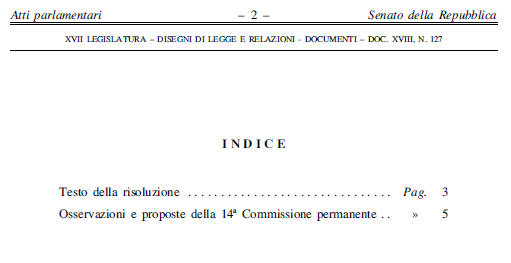 Atti parlamentari – 2 – Senato della Repubblica
XVII LEGISLATURA – DISEGNI DI LEGGE E RELAZIONI - DOCUMENTI – DOC. XVIII, N. 127
INDICE
Testo della risoluzione . . . . . . . . . . . . . . . . . . . . . . . . . . . . . . . Pag. 3
Osservazioni e proposte della 14ª Commissione permanente . . » 5